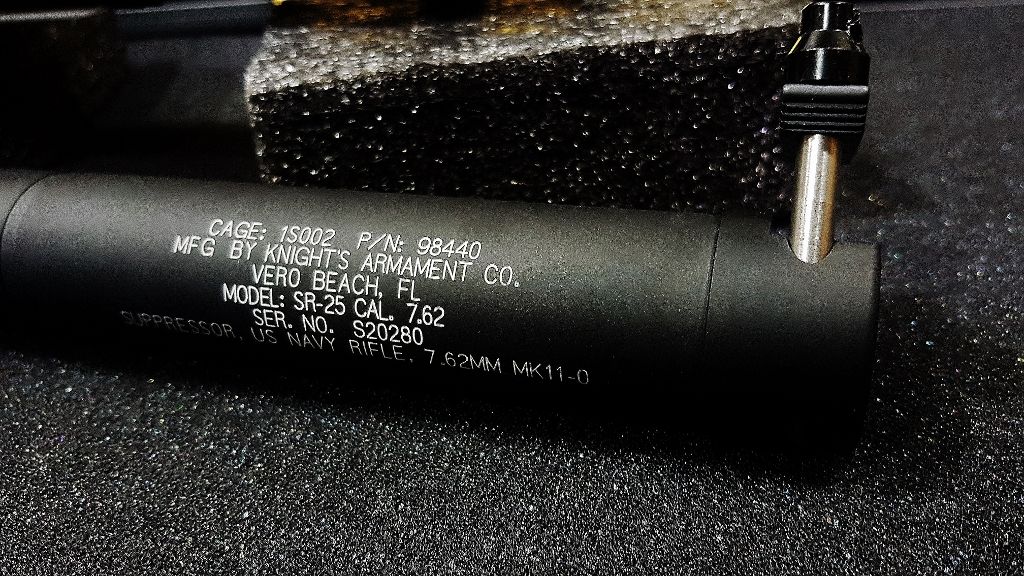 CAGE: 1S002 P/N: 98440
MFG BY KNIGHT'S ARMAMENT CO.
VERO BEACH, FL
MODEL: SR-25 CAL. 7.62
SER. NO. S20280
SUPPRESSOR, US NAVY RIFLE, 7.62MM MK11-0